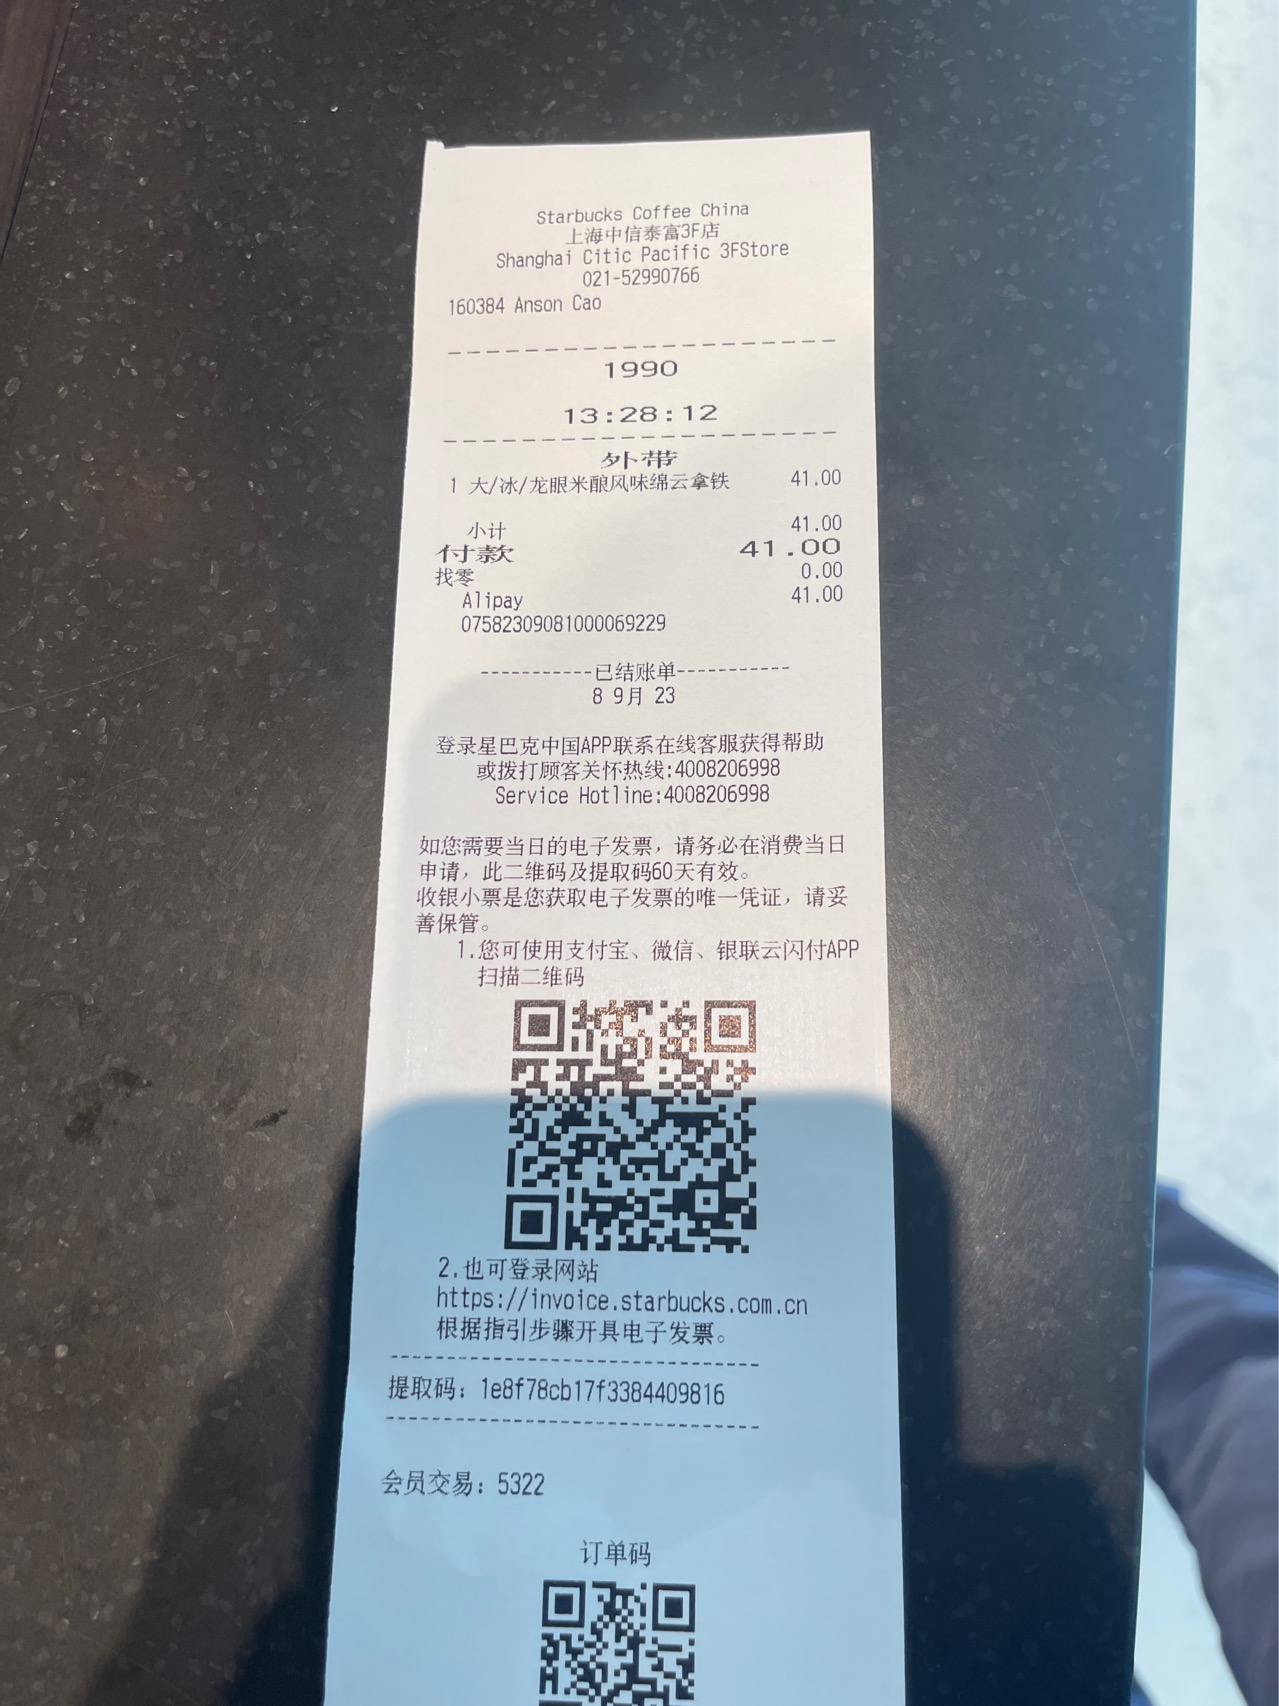 Starbucks Coffee China
上海中信泰富3F店
Shanghai Citic Pacific 3FStore
021-52990766
160384 Anson Cao
1990
13:28:12
外带
1 大/冰/龙眼米酿风味绵云拿铁 41.00
小计 41.00
付款 41.00
找零 0.00
Alipay 41.00
07582309081000069229
-----------已结账单-----------
8 9月 23
登录星巴克中国APP联系在线客服获得帮助
或拨打顾客关怀热线:4008206998
Service Hotline:4008206998
如您需要当日的电子发票，请务必在消费当日
申请，此二维码及提取码60天有效。
收银小票是您获取电子发票的唯一凭证，请妥
善保管。
1.您可使用支付宝、微信、银联云闪付APP
扫描二维码
2.也可登录网站
https://invoice.starbucks.com.cn
根据指引步骤开具电子发票。
提取码：1e8f78cb17f3384409816
会员交易：5322
订单码